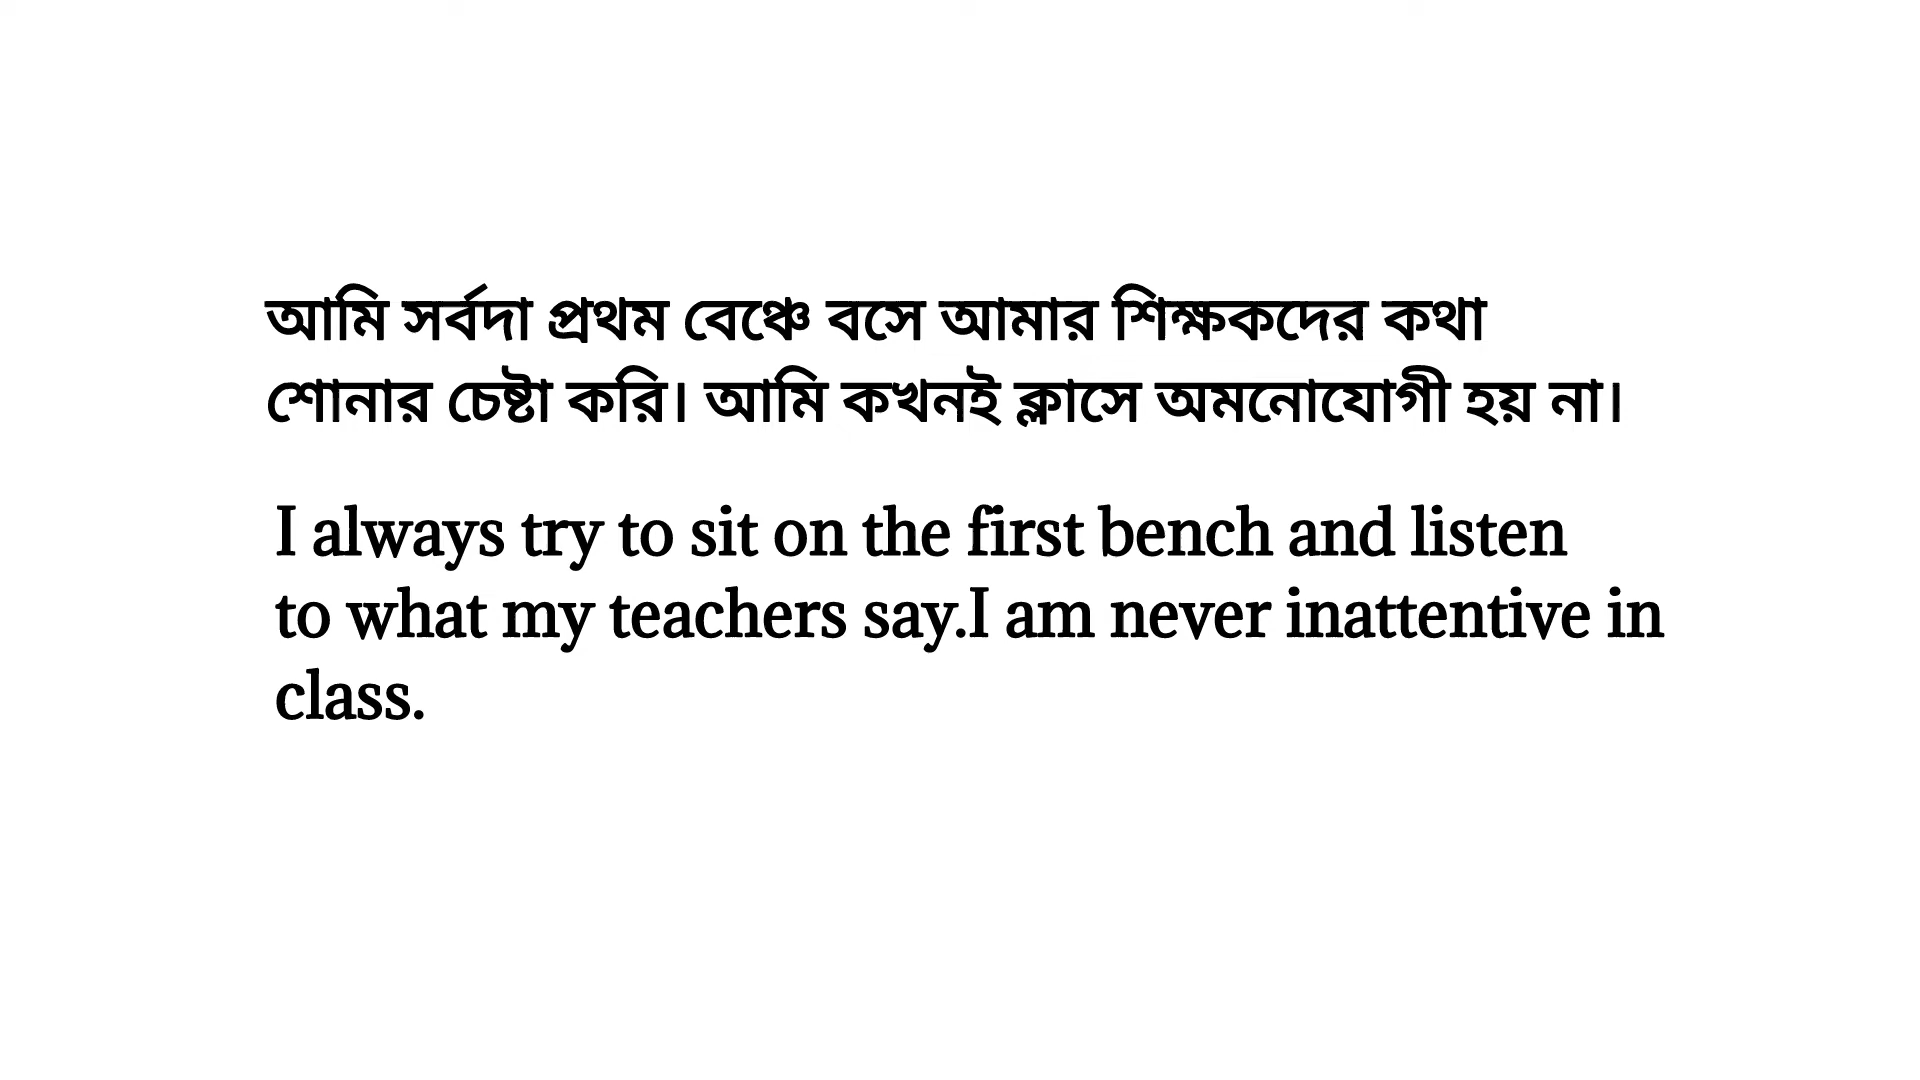 আমি সর্বদা প্রথম বেঞ্চে বসে আমার শিক্ষকদের কথা
শোনার চেষ্টা করি। আমি কখনই ক্লাসে অমনোযোগী হয় না।
I always try to sit on the first bench and listen
to what my teachers say.I am never inattentive in
class.